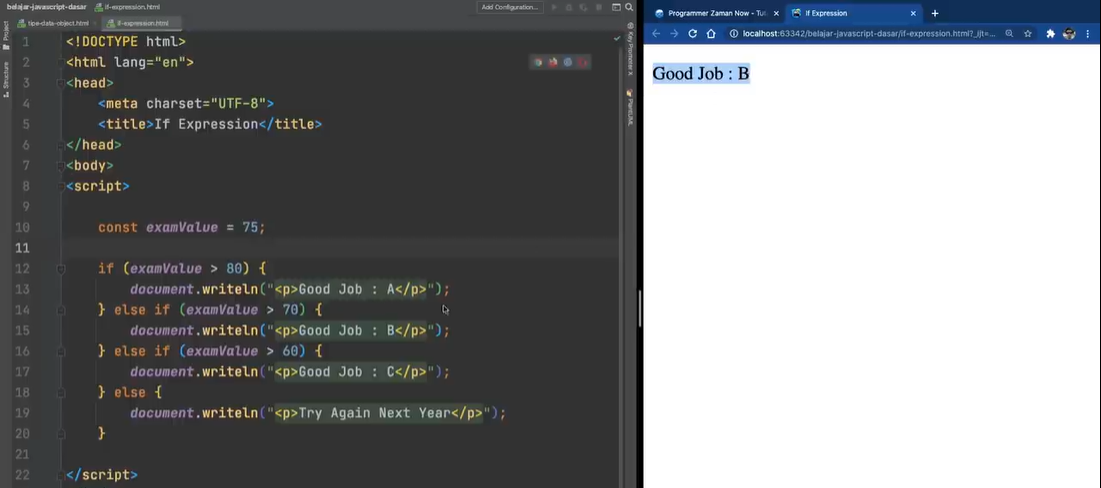 belajar-javascript-dasar
if-expression.html
Add Configuration...
tipe-data-object.html
if-expression.html
Project
Structure
Key Promoter X
PlantUML
1 <!DOCTYPE html>
2 <html lang="en">
3 <head>
4 <meta charset="UTF-8">
5 <title>If Expression</title>
6 </head>
7 <body>
8 <script>
9
10 const examValue = 75;
11
12 if (examValue > 80) {
13 document.writeln("<p>Good Job : A</p>");
14 } else if (examValue > 70) {
15 document.writeln("<p>Good Job : B</p>");
16 } else if (examValue > 60) {
17 document.writeln("<p>Good Job : C</p>");
18 } else {
19 document.writeln("<p>Try Again Next Year</p>");
20 }
21
22 </script>
Programmer Zaman Now - Tut
If Expression
localhost:63342/belajar-javascript-dasar/if-expression.html?_ijt=...
Good Job : B